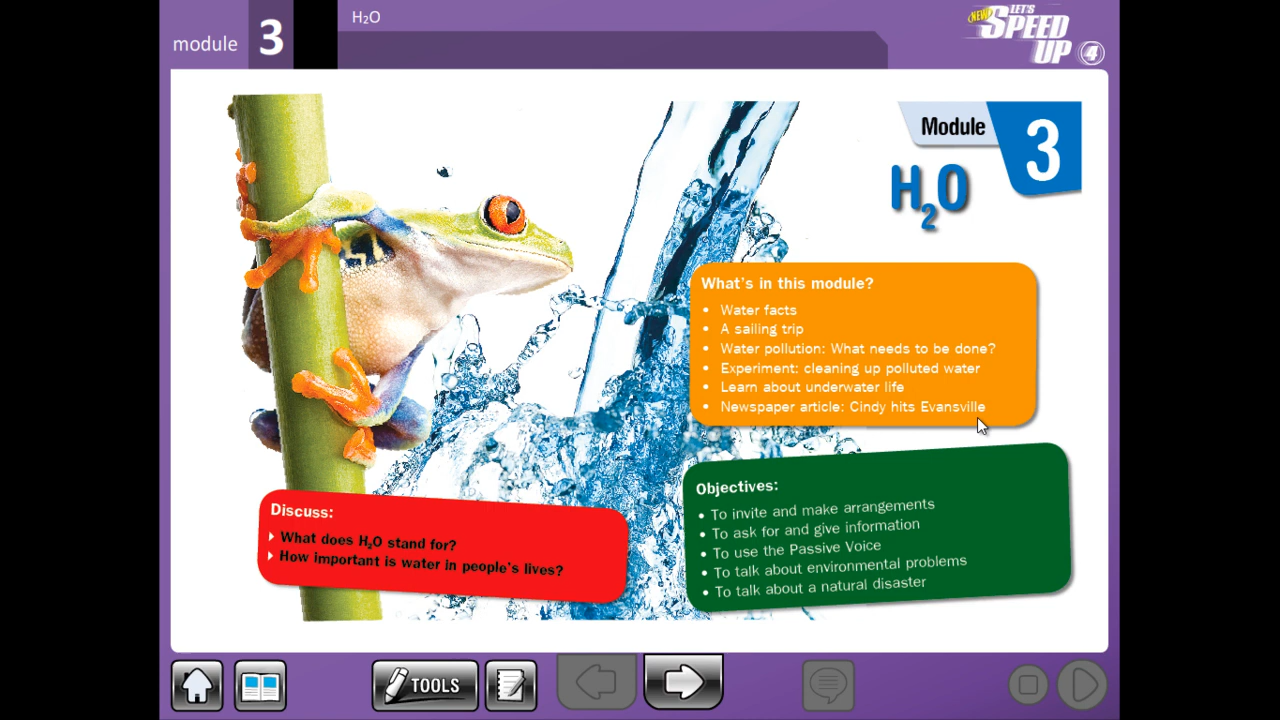 module 3
H₂O
NEW LET'S
SPEED
UP 4
Module 3
H₂O
What's in this module?
• Water facts
• A sailing trip
• Water pollution: What needs to be done?
• Experiment: cleaning up polluted water
• Learn about underwater life
• Newspaper article: Cindy hits Evansville
Objectives:
• To invite and make arrangements
• To ask for and give information
• To use the Passive Voice
• To talk about environmental problems
• To talk about a natural disaster
Discuss:
What does H₂O stand for?
How important is water in people's lives?
TOOLS